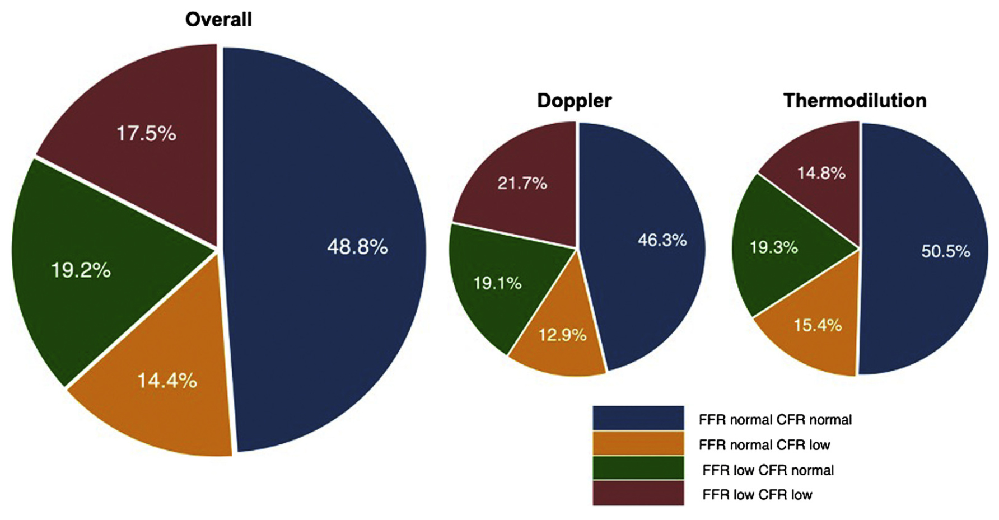 Overall
17.5%
48.8%
19.2%
14.4%
Doppler
21.7%
46.3%
19.1%
12.9%
Thermodilution
14.8%
50.5%
19.3%
15.4%
FFR normal CFR normal
FFR normal CFR low
FFR low CFR normal
FFR low CFR low